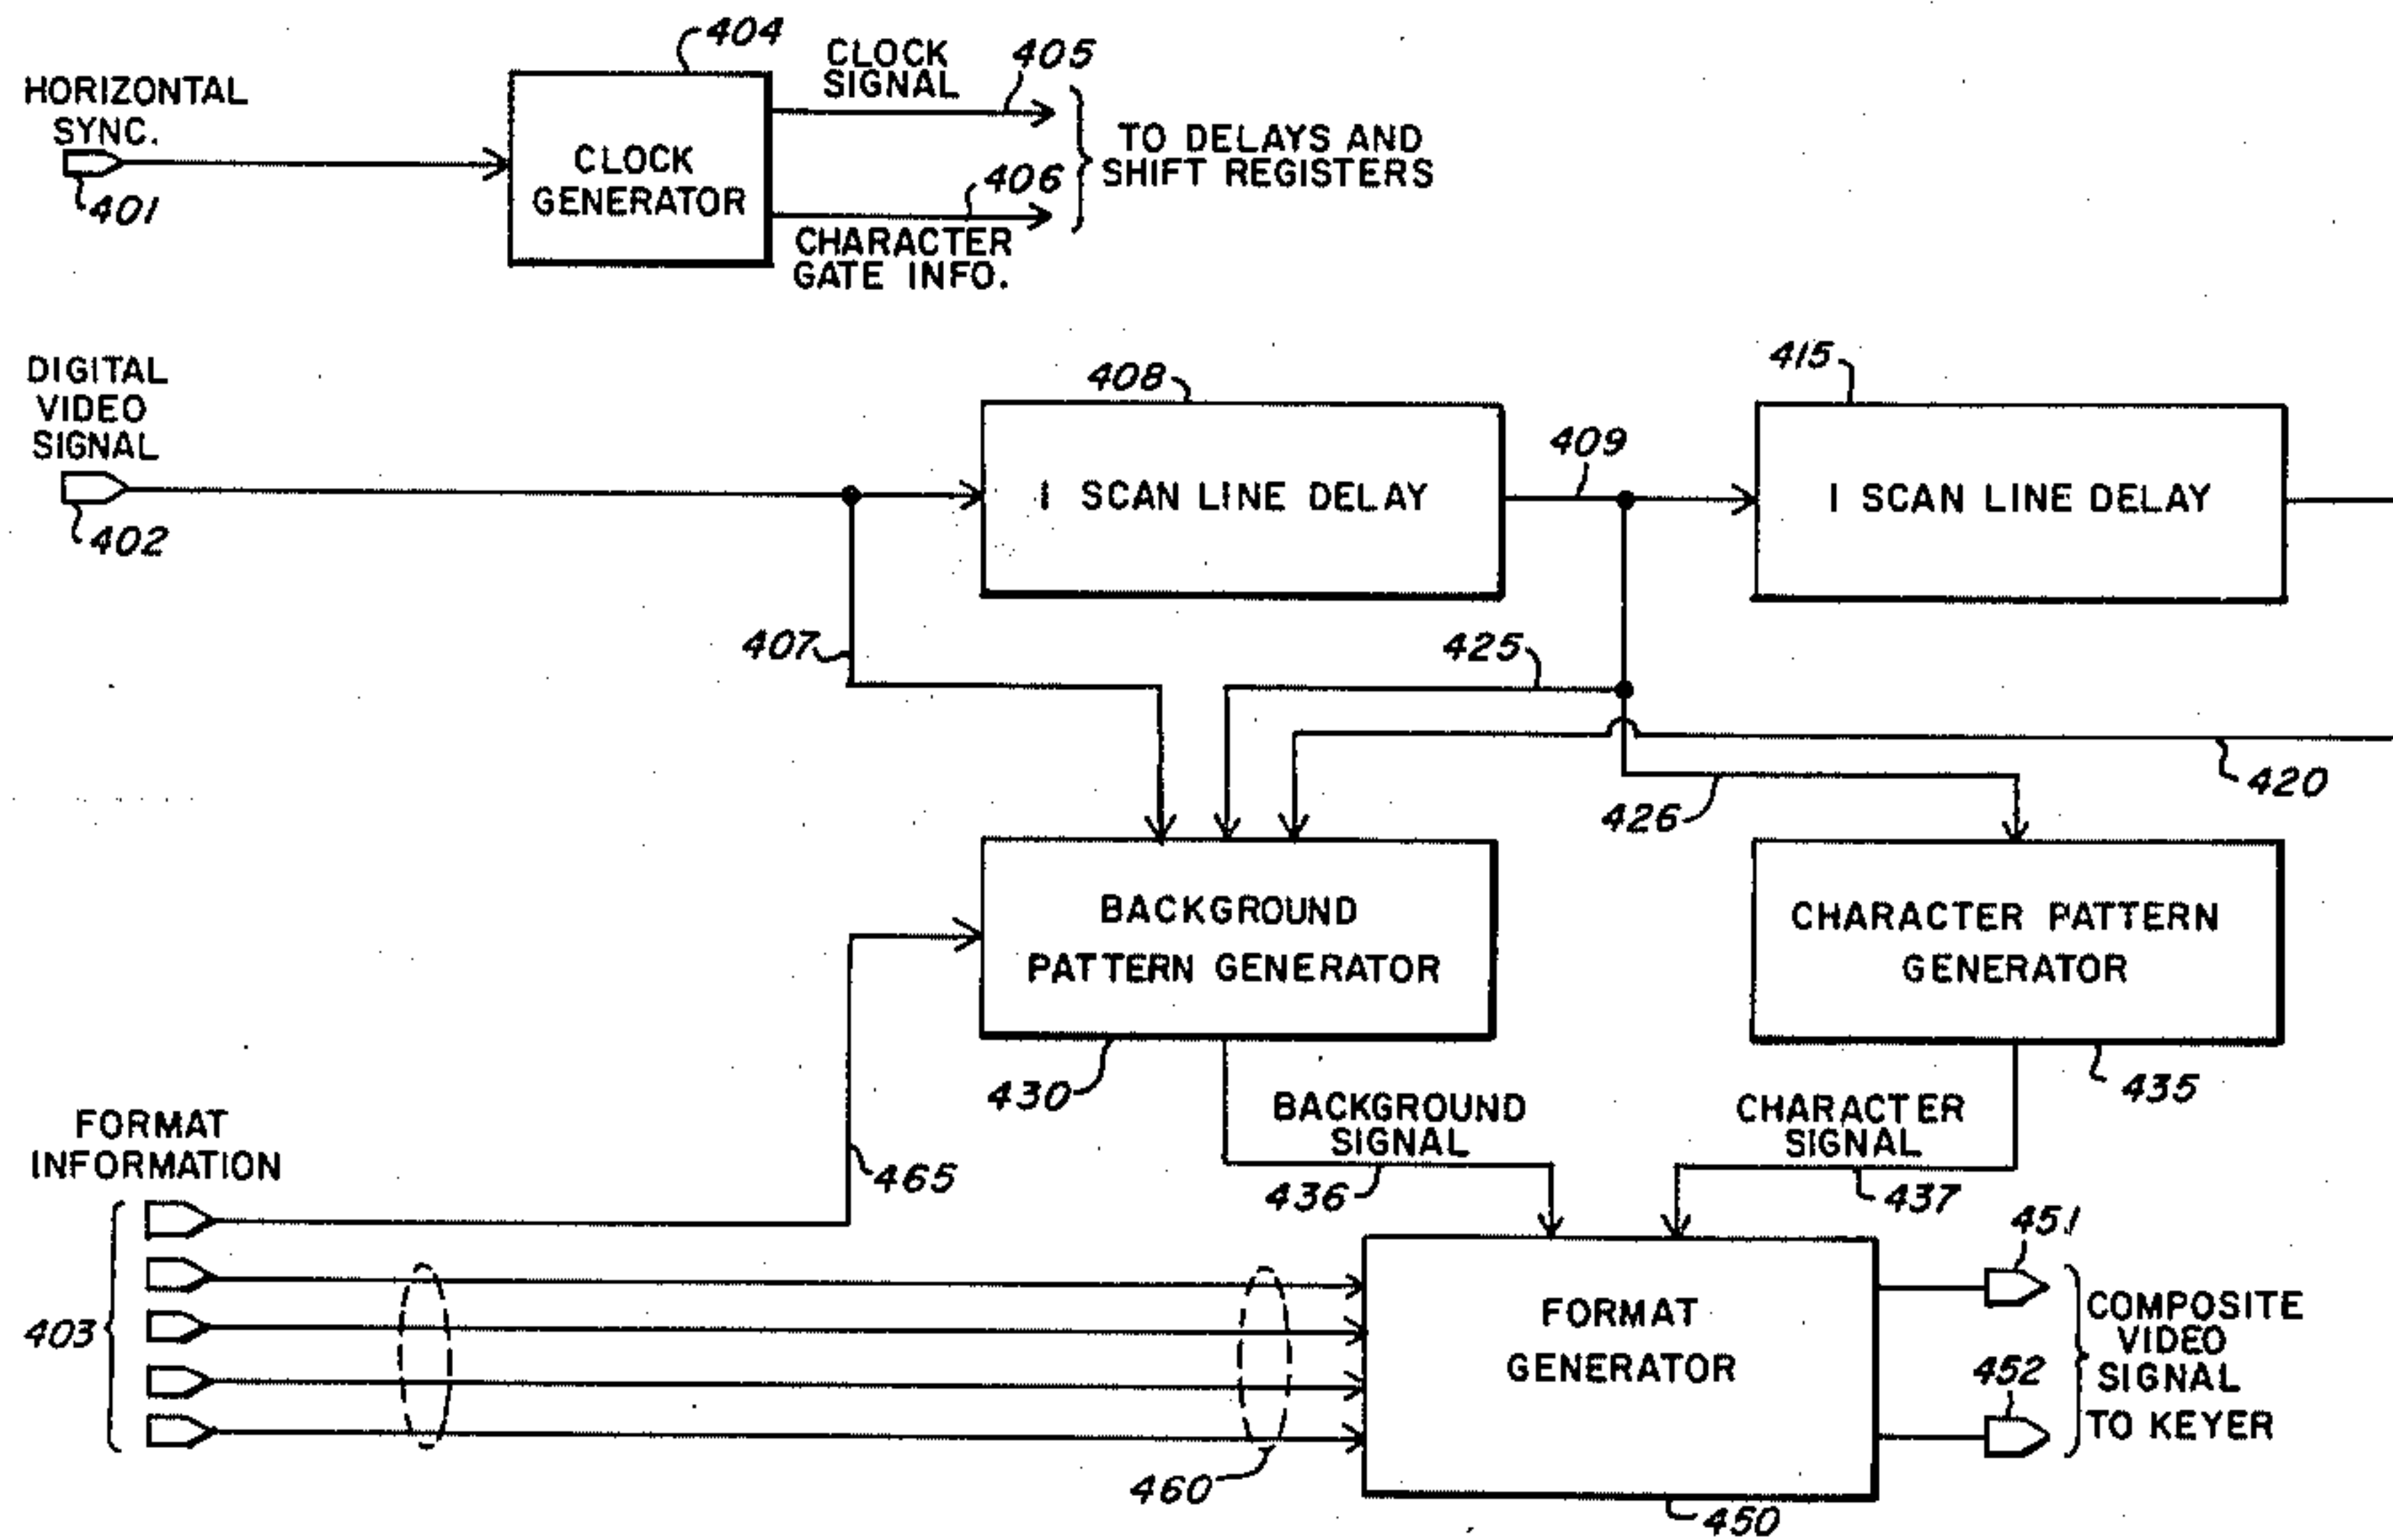 404
HORIZONTAL
SYNC.
401
CLOCK
GENERATOR
CLOCK
SIGNAL
405
406
CHARACTER
GATE INFO.
TO DELAYS AND
SHIFT REGISTERS
DIGITAL
VIDEO
SIGNAL
402
408
1 SCAN LINE DELAY
409
415
1 SCAN LINE DELAY
407
425
420
426
BACKGROUND
PATTERN GENERATOR
430
CHARACTER PATTERN
GENERATOR
435
BACKGROUND
SIGNAL
436
CHARACTER
SIGNAL
437
FORMAT
INFORMATION
465
403
460
FORMAT
GENERATOR
450
451
452
COMPOSITE
VIDEO
SIGNAL
TO KEYER